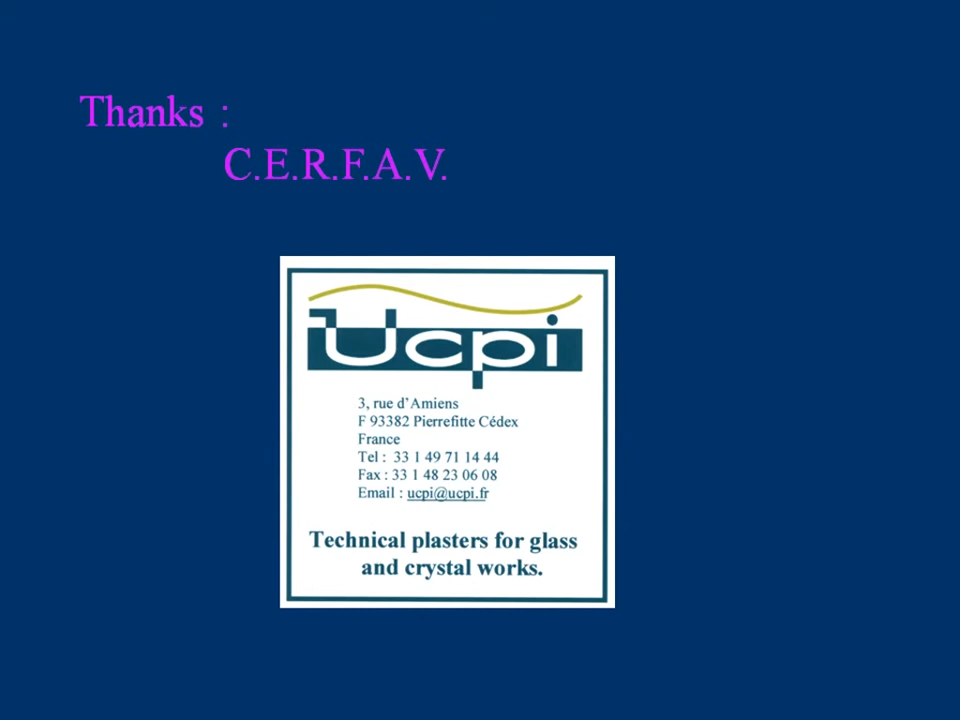 Thanks :
C.E.R.F.A.V.
Ucpi
3, rue d’Amiens
F 93382 Pierrefitte Cédex
France
Tel : 33 1 49 71 14 44
Fax : 33 1 48 23 06 08
Email : ucpi@ucpi.fr
Technical plasters for glass
and crystal works.